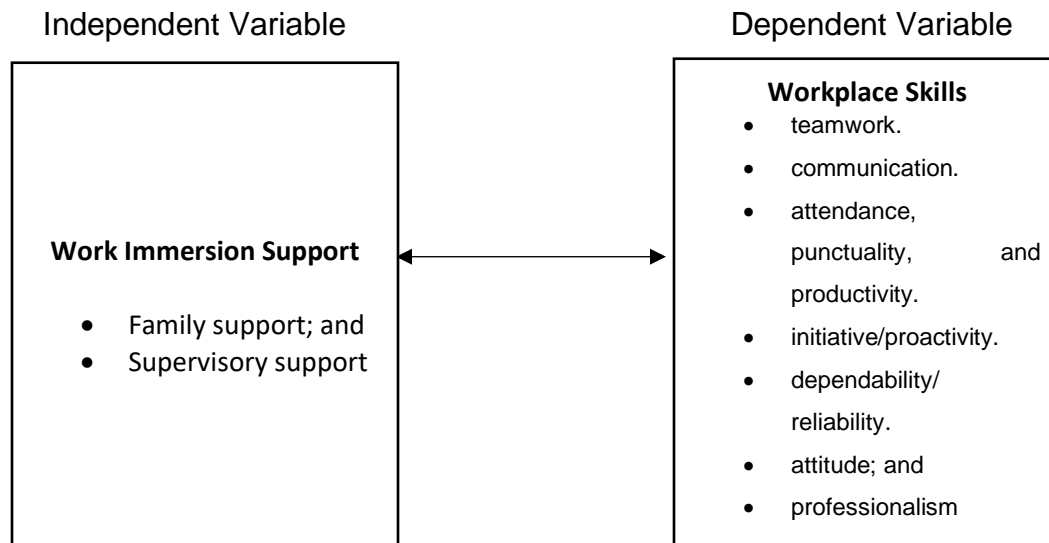 Independent Variable
Dependent Variable
Work Immersion Support
• Family support; and
• Supervisory support
Workplace Skills
• teamwork.
• communication.
• attendance,
punctuality, and
productivity.
• initiative/proactivity.
• dependability/
reliability.
• attitude; and
• professionalism